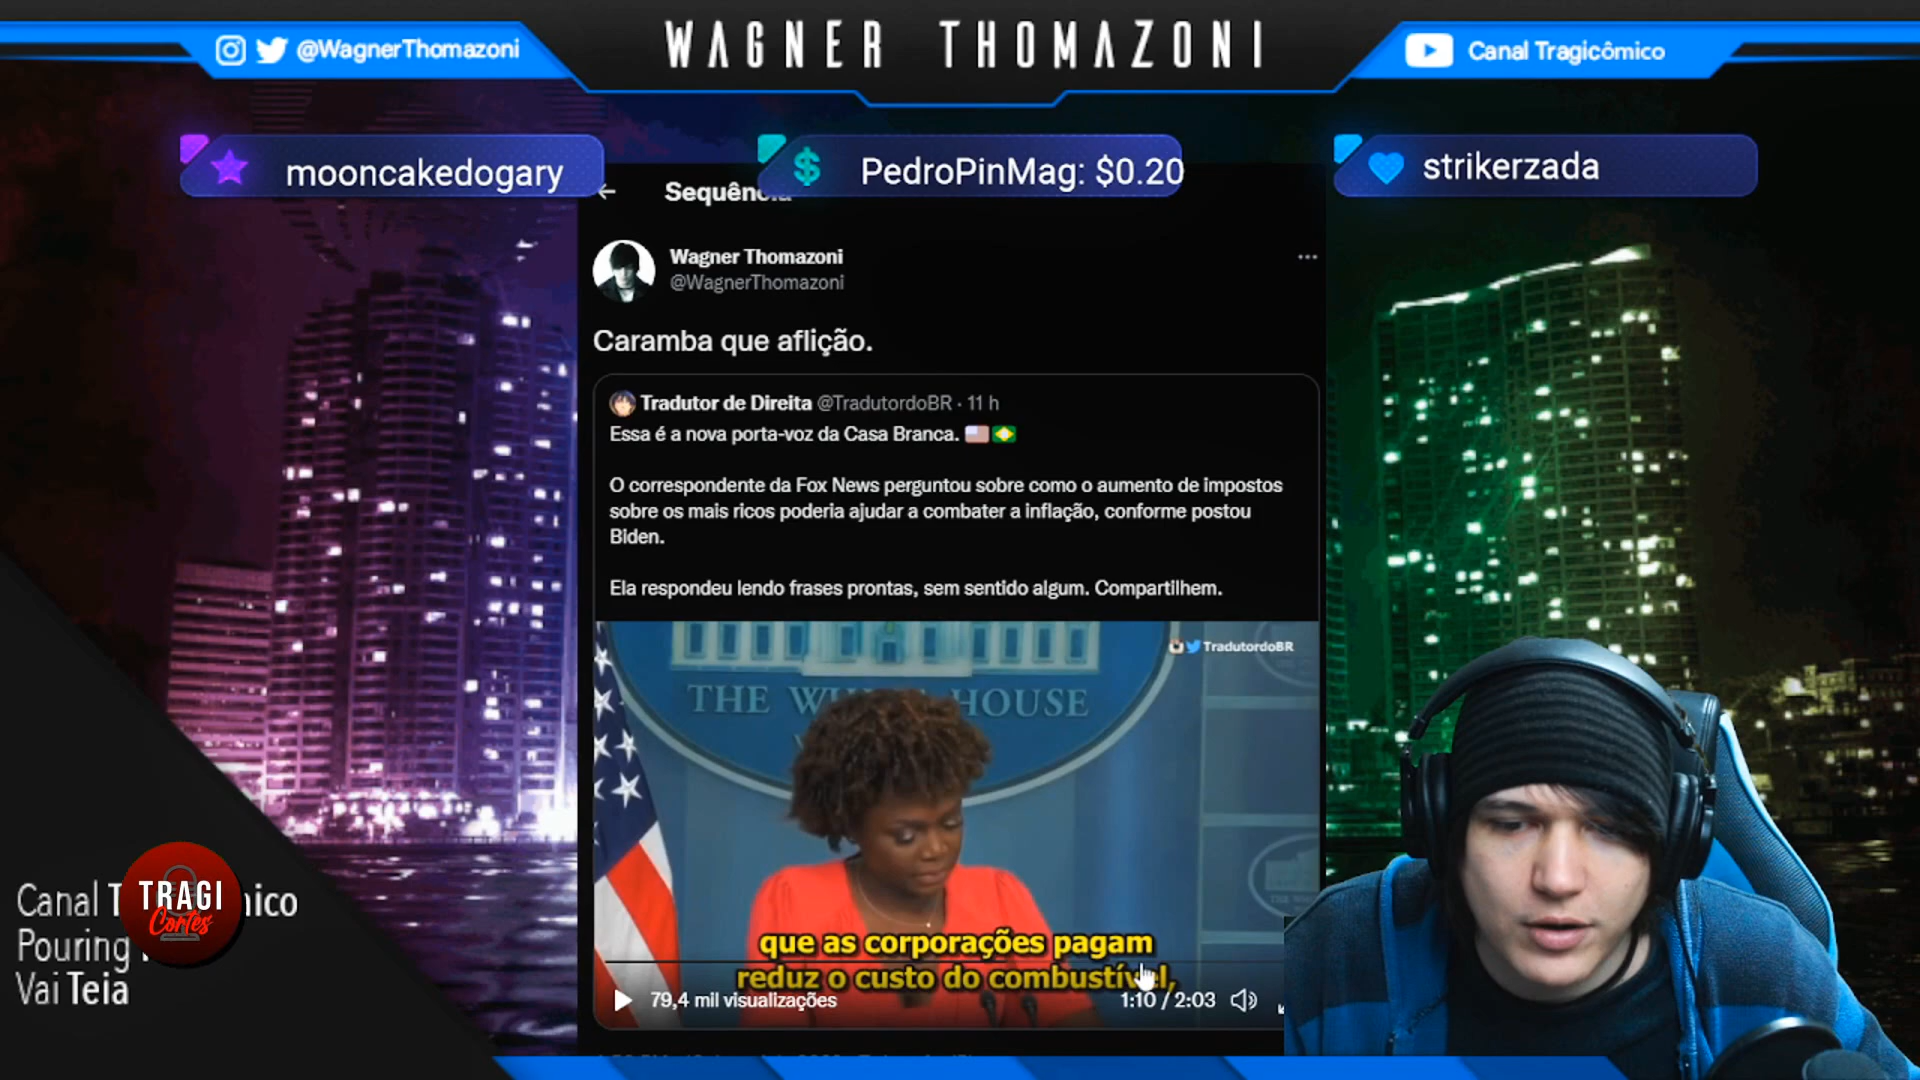 @WagnerThomazoni
WAGNER THOMAZONI
Canal Tragicômico
mooncakedogary
PedroPinMag: $0.20
strikerzada
Wagner Thomazoni
@WagnerThomazoni
Caramba que aflição.
Tradutor de Direita @TradutordoBR · 11 h
Essa é a nova porta-voz da Casa Branca.
O correspondente da Fox News perguntou sobre como o aumento de impostos
sobre os mais ricos poderia ajudar a combater a inflação, conforme postou
Biden.
Ela respondeu lendo frases prontas, sem sentido algum. Compartilhem.
TradutordoBR
THE HOUSE
que as corporações pagam
reduz o custo do combustível,
79,4 mil visualizações
1:10 / 2:03
Canal
Pouring
Vai Teia
TRAGI
Cortes